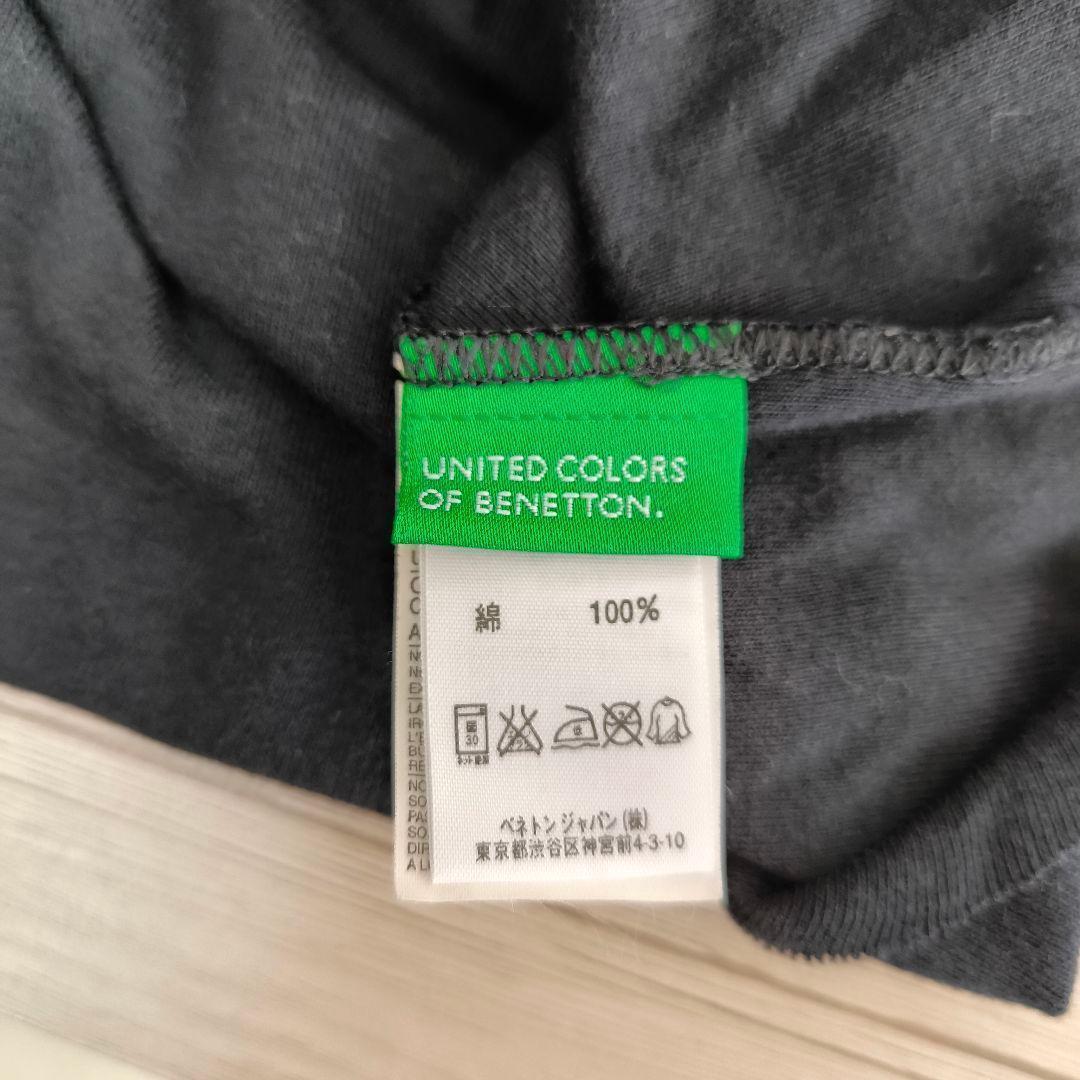 UNITED COLORS
OF BENETTON.
綿 100%
30
ネット使用
ベネトン ジャパン (株)
東京都渋谷区神宮前4-3-10